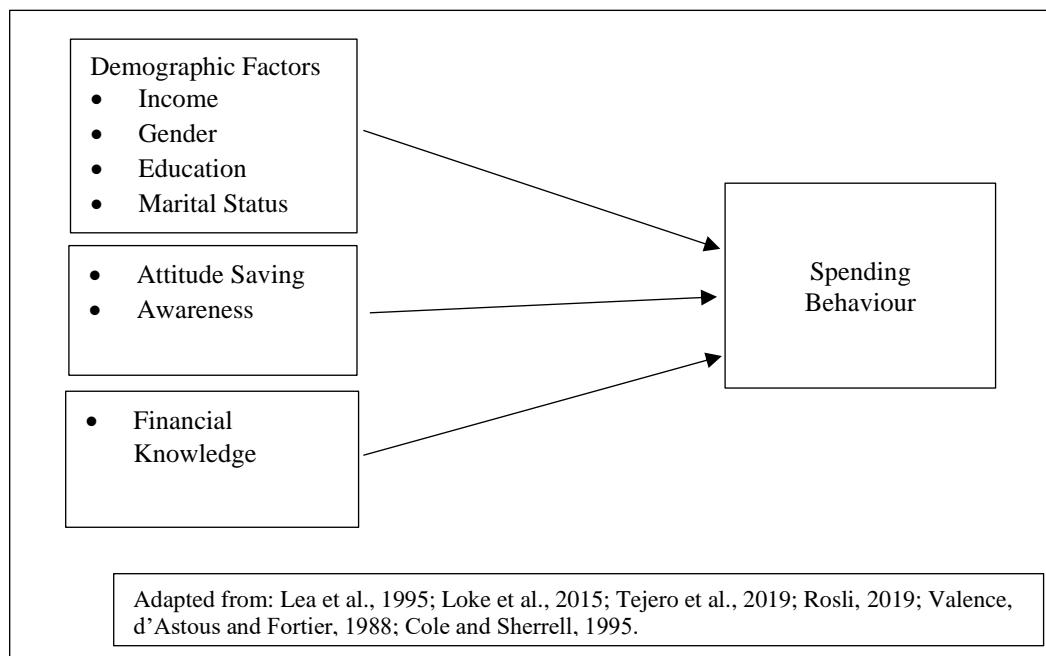 Demographic Factors
• Income
• Gender
• Education
• Marital Status
• Attitude Saving
• Awareness
• Financial
Knowledge
Spending
Behaviour
Adapted from: Lea et al., 1995; Loke et al., 2015; Tejero et al., 2019; Rosli, 2019; Valence,
d’Astous and Fortier, 1988; Cole and Sherrell, 1995.